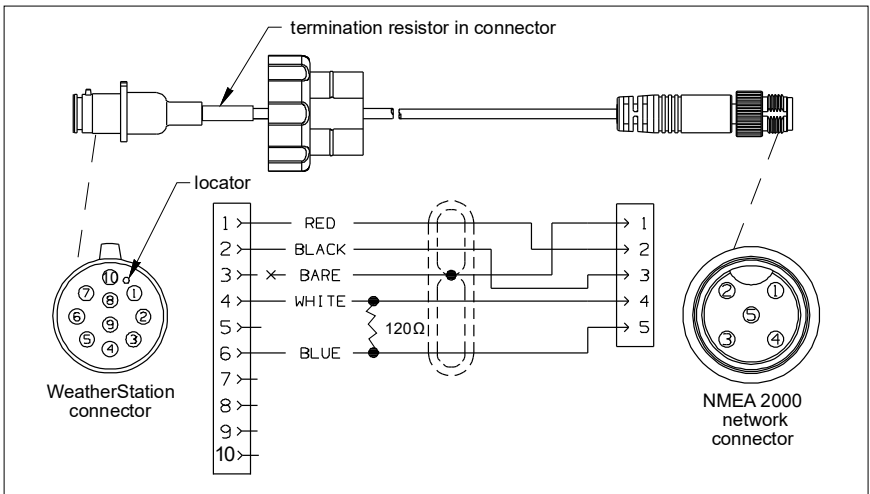 termination resistor in connector
locator
1 RED 1
2 BLACK 2
3 BARE 3
4 WHITE 4
5 120Ω 5
6 BLUE
7
8
9
10
10
7 8 1
6 9 2
5 4 3
WeatherStation
connector
2 1
5
3 4
NMEA 2000
network
connector